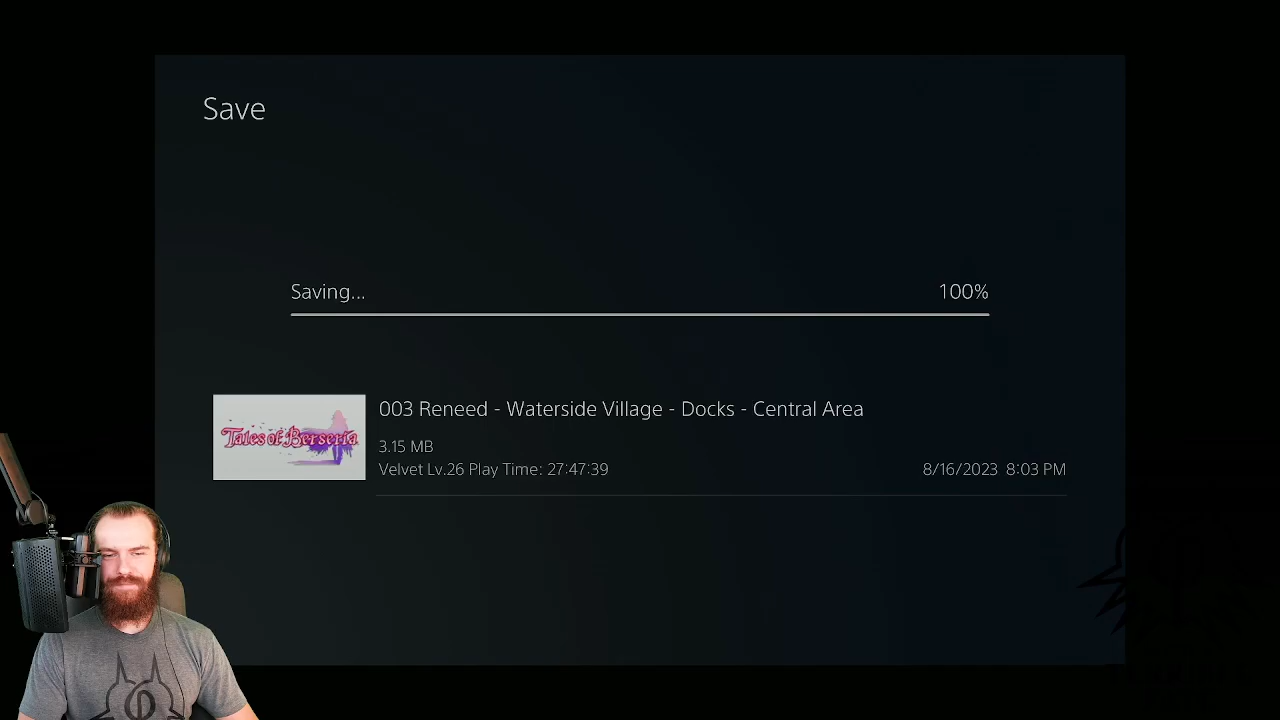 Save
Saving...
100%
003 Reneed - Waterside Village - Docks - Central Area
Tales of Berseria
3.15 MB
Velvet Lv.26 Play Time: 27:47:39
8/16/2023 8:03 PM